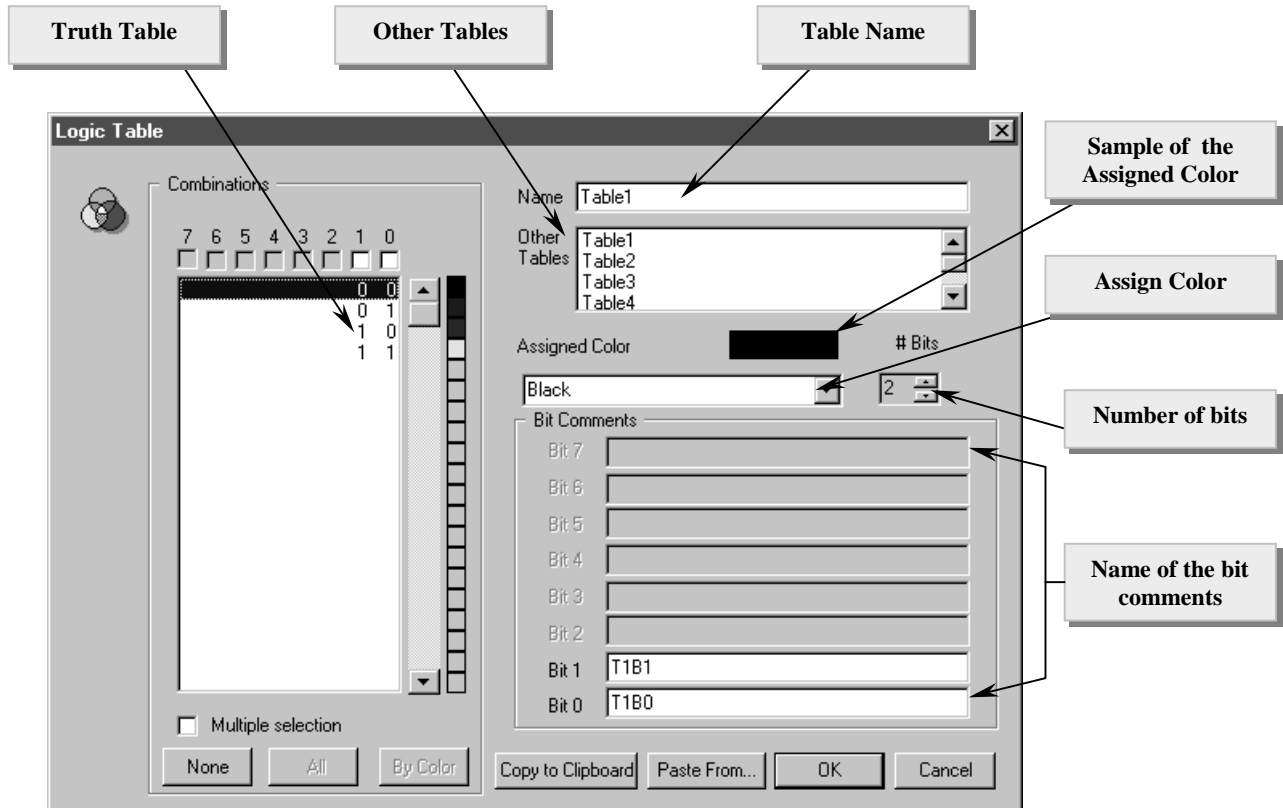 Truth Table
Other Tables
Table Name
Logic Table
Sample of the
Assigned Color
Assign Color
Number of bits
Name of the bit
comments
Combinations
7 6 5 4 3 2 1 0
0 0
0 1
1 0
1 1
Multiple selection
None
All
By Color
Name
Table1
Other
Tables
Table1
Table2
Table3
Table4
Assigned Color
# Bits
Black
2
Bit Comments
Bit 7
Bit 6
Bit 5
Bit 4
Bit 3
Bit 2
Bit 1
T1B1
Bit 0
T1B0
Copy to Clipboard
Paste From...
OK
Cancel